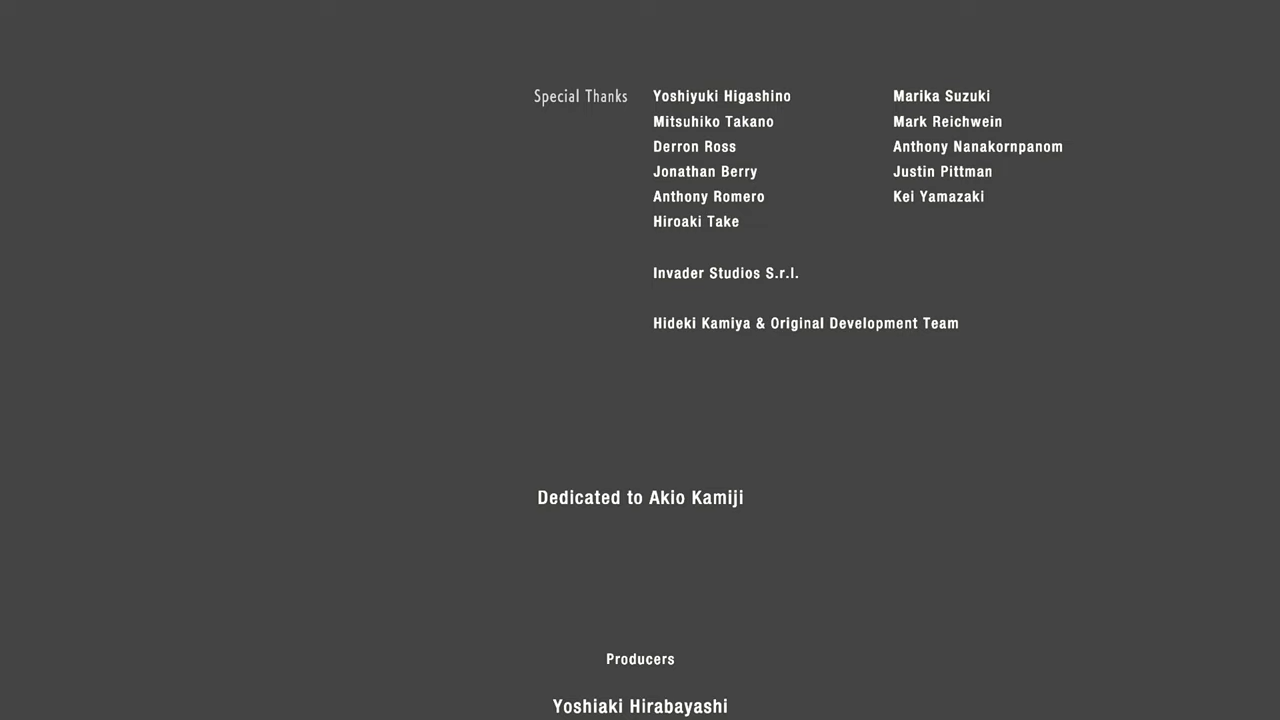 Special Thanks
Yoshiyuki Higashino Marika Suzuki
Mitsuhiko Takano Mark Reichwein
Derron Ross Anthony Nanakornpanom
Jonathan Berry Justin Pittman
Anthony Romero Kei Yamazaki
Hiroaki Take
Invader Studios S.r.l.
Hideki Kamiya & Original Development Team
Dedicated to Akio Kamiji
Producers
Yoshiaki Hirabayashi